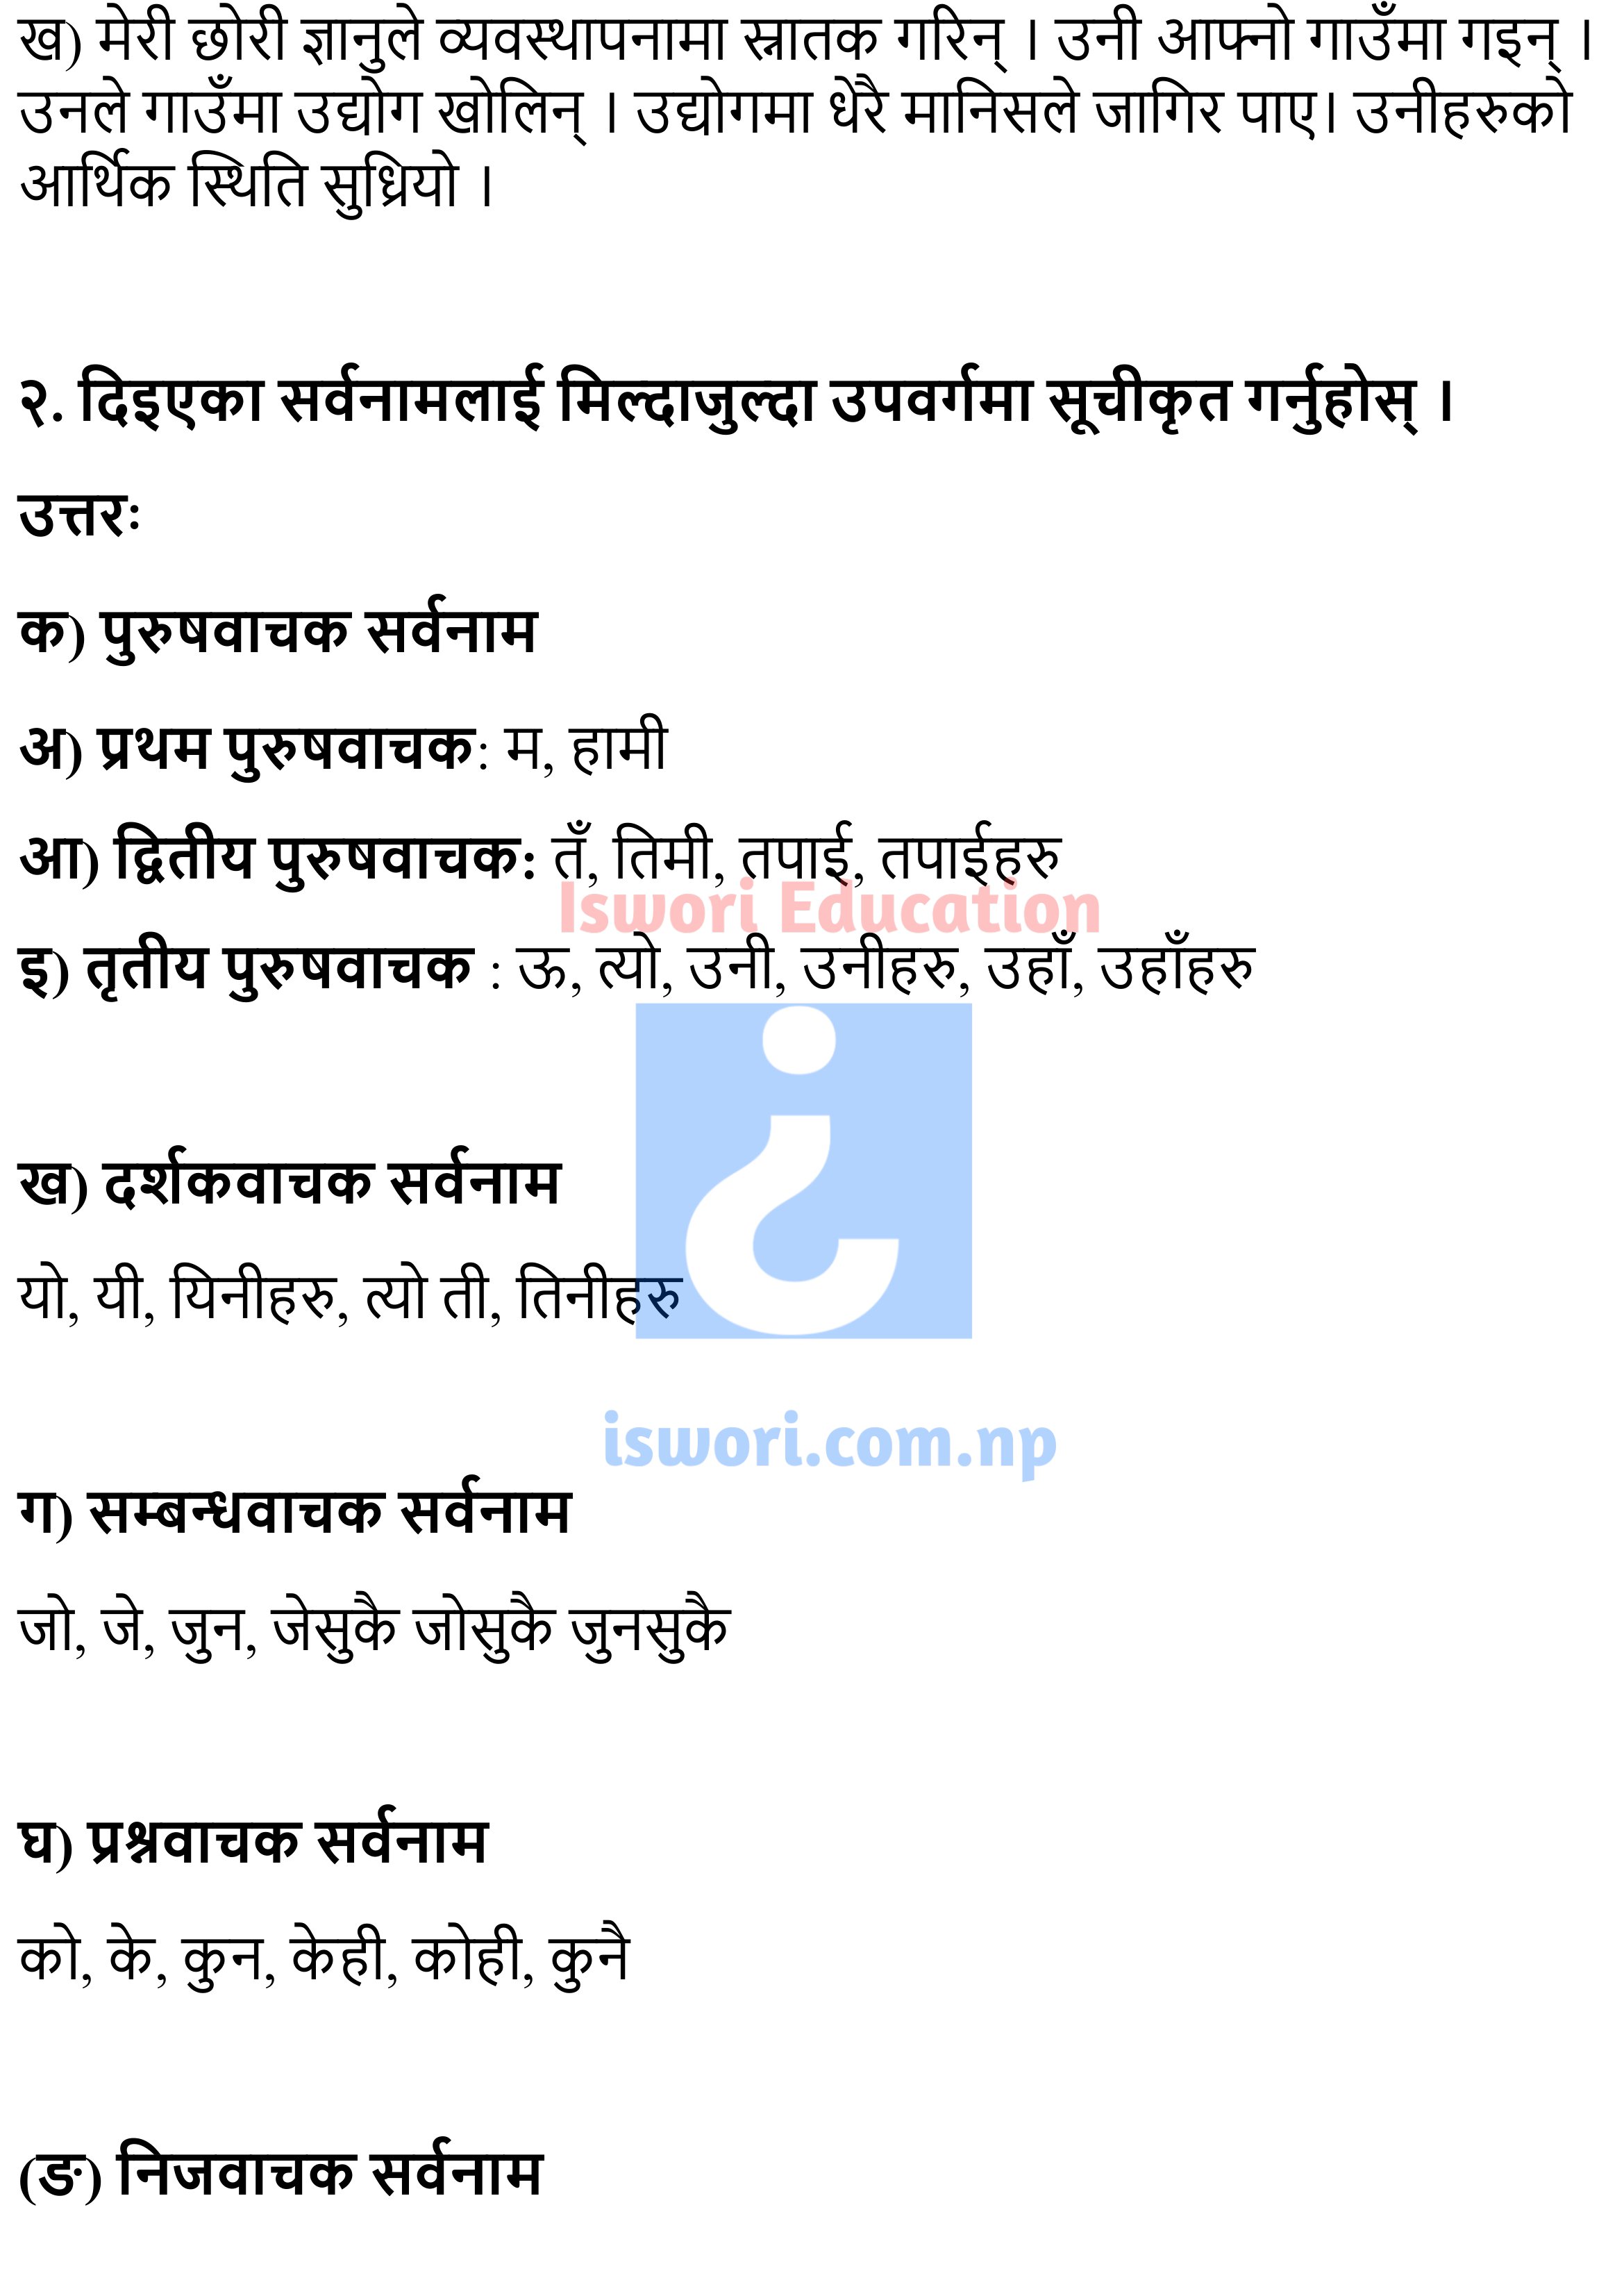 ख) मेरी छोरी ज्ञानुले व्यवस्थापनामा स्नातक गरिन् । उनी आफ्नो गाउँमा गइन् ।
उनले गाउँमा उद्योग खोलिन् । उद्योगमा धेरै मानिसले जागिर पाए। उनीहरुको
आर्थिक स्थिति सुध्रियो ।
२. दिइएका सर्वनामलाई मिल्दाजुल्दा उपवर्गमा सूचीकृत गर्नुहोस् ।
उत्तरः
क) पुरुषवाचक सर्वनाम
अ) प्रथम पुरुषवाचक: म, हामी
आ) द्वितीय पुरुषवाचक: तँ, तिमी, तपाई, तपाईहरु
Iswori Education
इ) तृतीय पुरुषवाचक : ऊ, त्यो, उनी, उनीहरु, उहाँ, उहाँहरु
ख) दर्शकवाचक सर्वनाम
यो, यी, यिनीहरु, त्यो ती, तिनीहरु
iswori.com.np
ग) सम्बन्धवाचक सर्वनाम
जो, जे, जुन, जेसुकै जोसुकै जुनसुकै
घ) प्रश्नवाचक सर्वनाम
को, के, कुन, केही, कोही, कुनै
(ङ) निजवाचक सर्वनाम